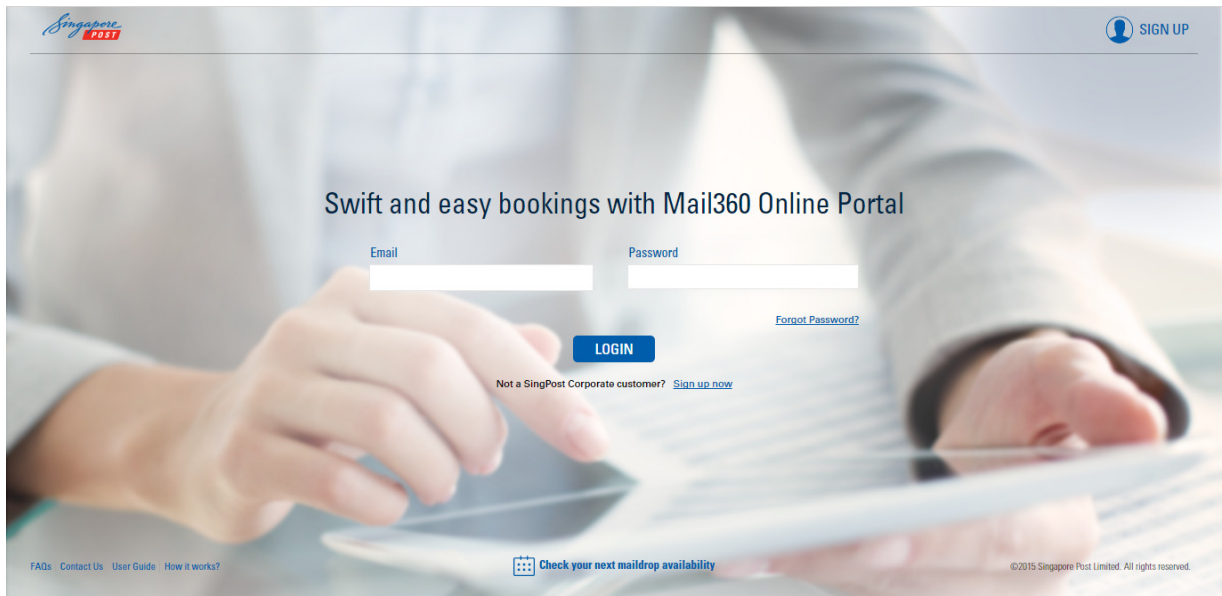 Singapore
POST
SIGN UP
Swift and easy bookings with Mail360 Online Portal
Email
Password
Forgot Password?
LOGIN
Not a SingPost Corporate customer? Sign up now
FAQs Contact Us User Guide How it works?
Check your next maildrop availability
©2015 Singapore Post Limited. All rights reserved.